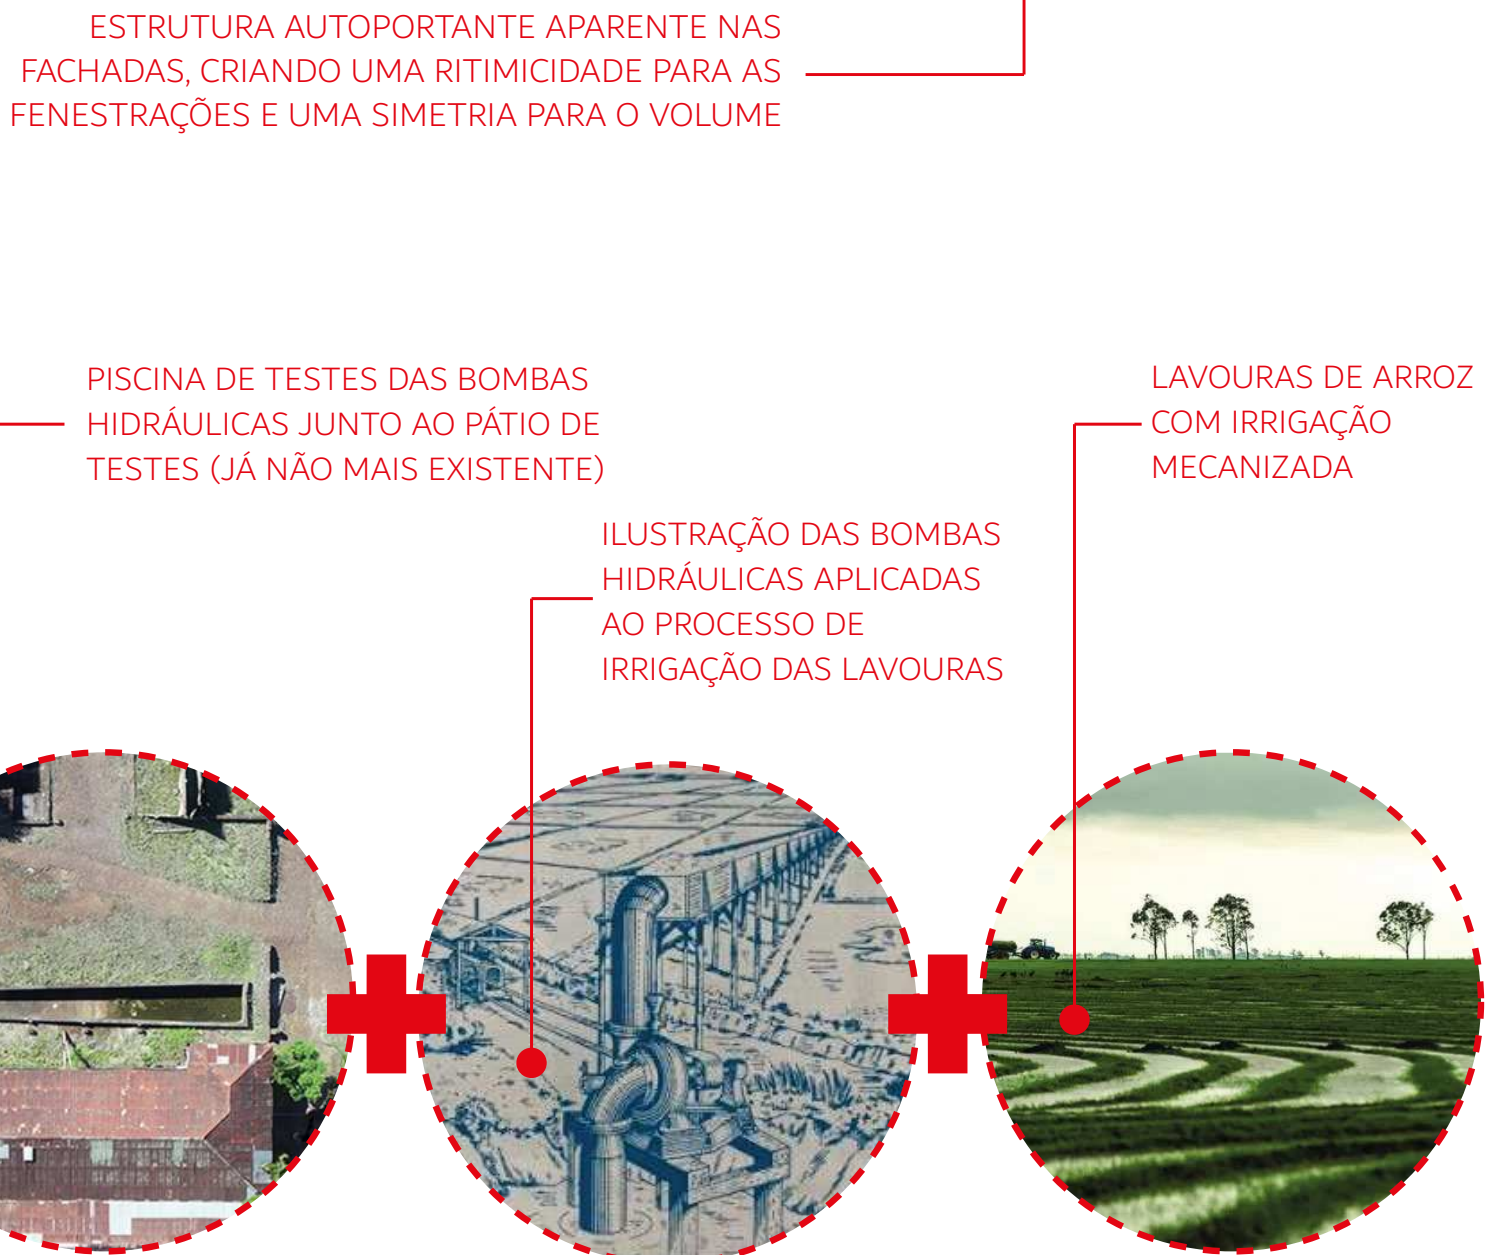 ESTRUTURA AUTOPORTANTE APARENTE NAS
FACHADAS, CRIANDO UMA RITIMICIDADE PARA AS
FENESTRAÇÕES E UMA SIMETRIA PARA O VOLUME
PISCINA DE TESTES DAS BOMBAS
HIDRÁULICAS JUNTO AO PÁTIO DE
TESTES (JÁ NÃO MAIS EXISTENTE)
LAVOURAS DE ARROZ
COM IRRIGAÇÃO
MECANIZADA
ILUSTRAÇÃO DAS BOMBAS
HIDRÁULICAS APLICADAS
AO PROCESSO DE
IRRIGAÇÃO DAS LAVOURAS